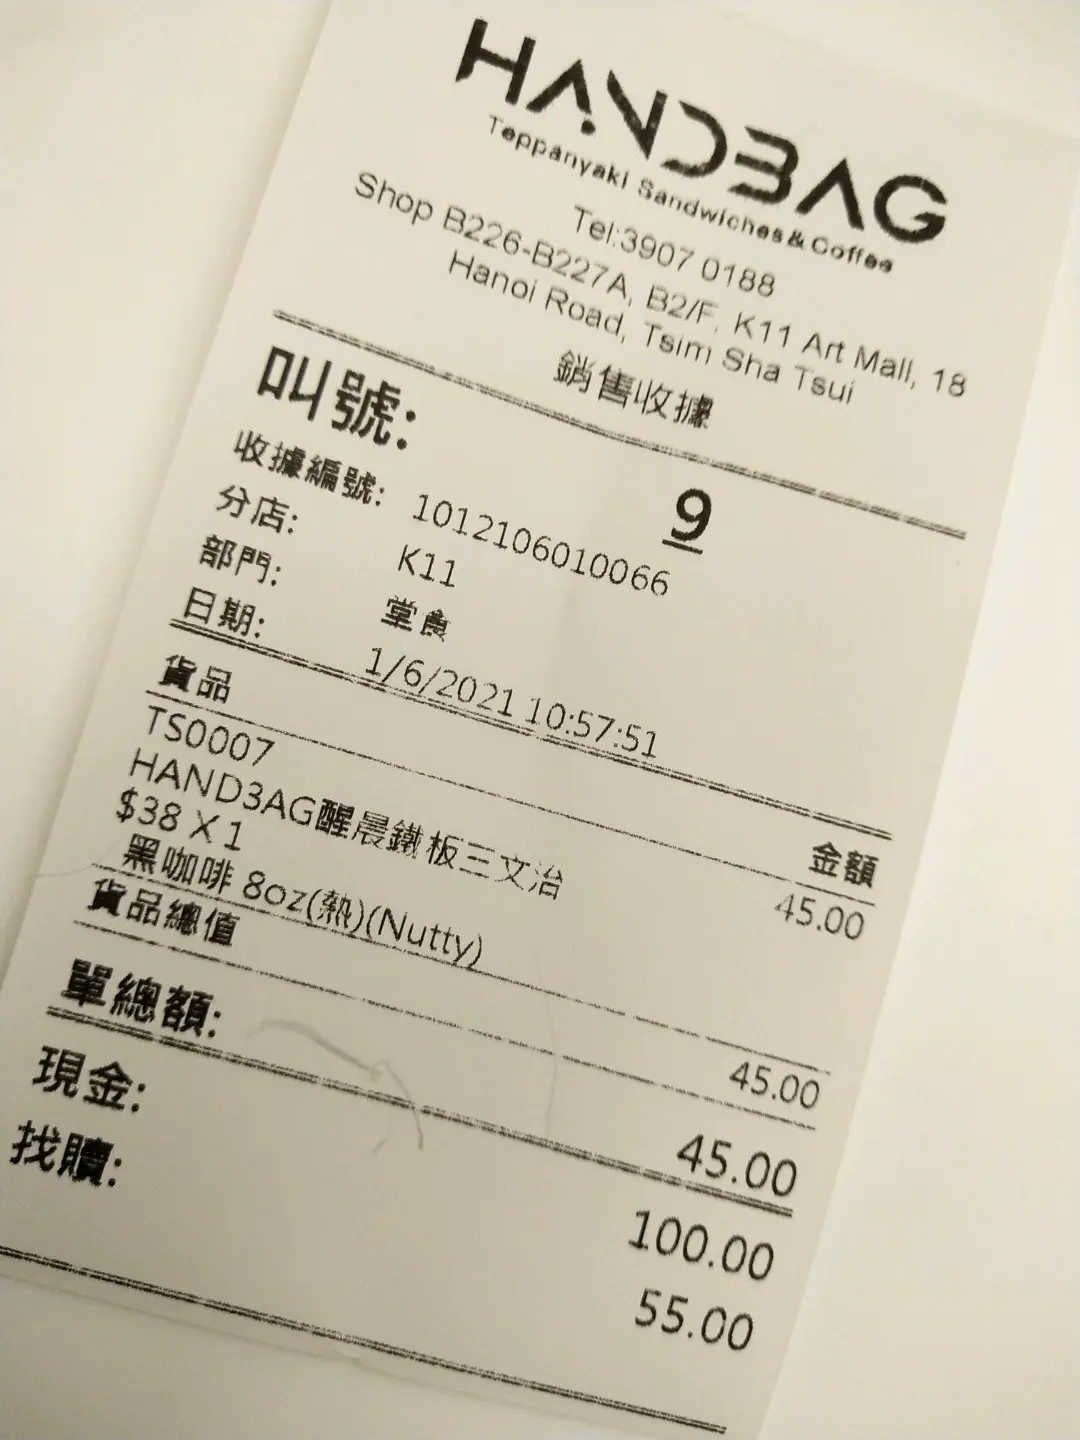 HAND3AG
Teppanyaki Sandwiches & Coffee
Tel:3907 0188
Shop B226-B227A, B2/F, K11 Art Mall, 18
Hanoi Road, Tsim Sha Tsui
銷售收據
叫號: 9
收據編號: 1012106010066
分店: K11
部門: 堂食
日期: 1/6/2021 10:57:51
貨品 金額
TS0007 45.00
HAND3AG醒晨鐵板三文治
$38 X 1
黑咖啡 8oz(熱)(Nutty)
貨品總值 45.00
單總額: 45.00
現金: 100.00
找贖: 55.00